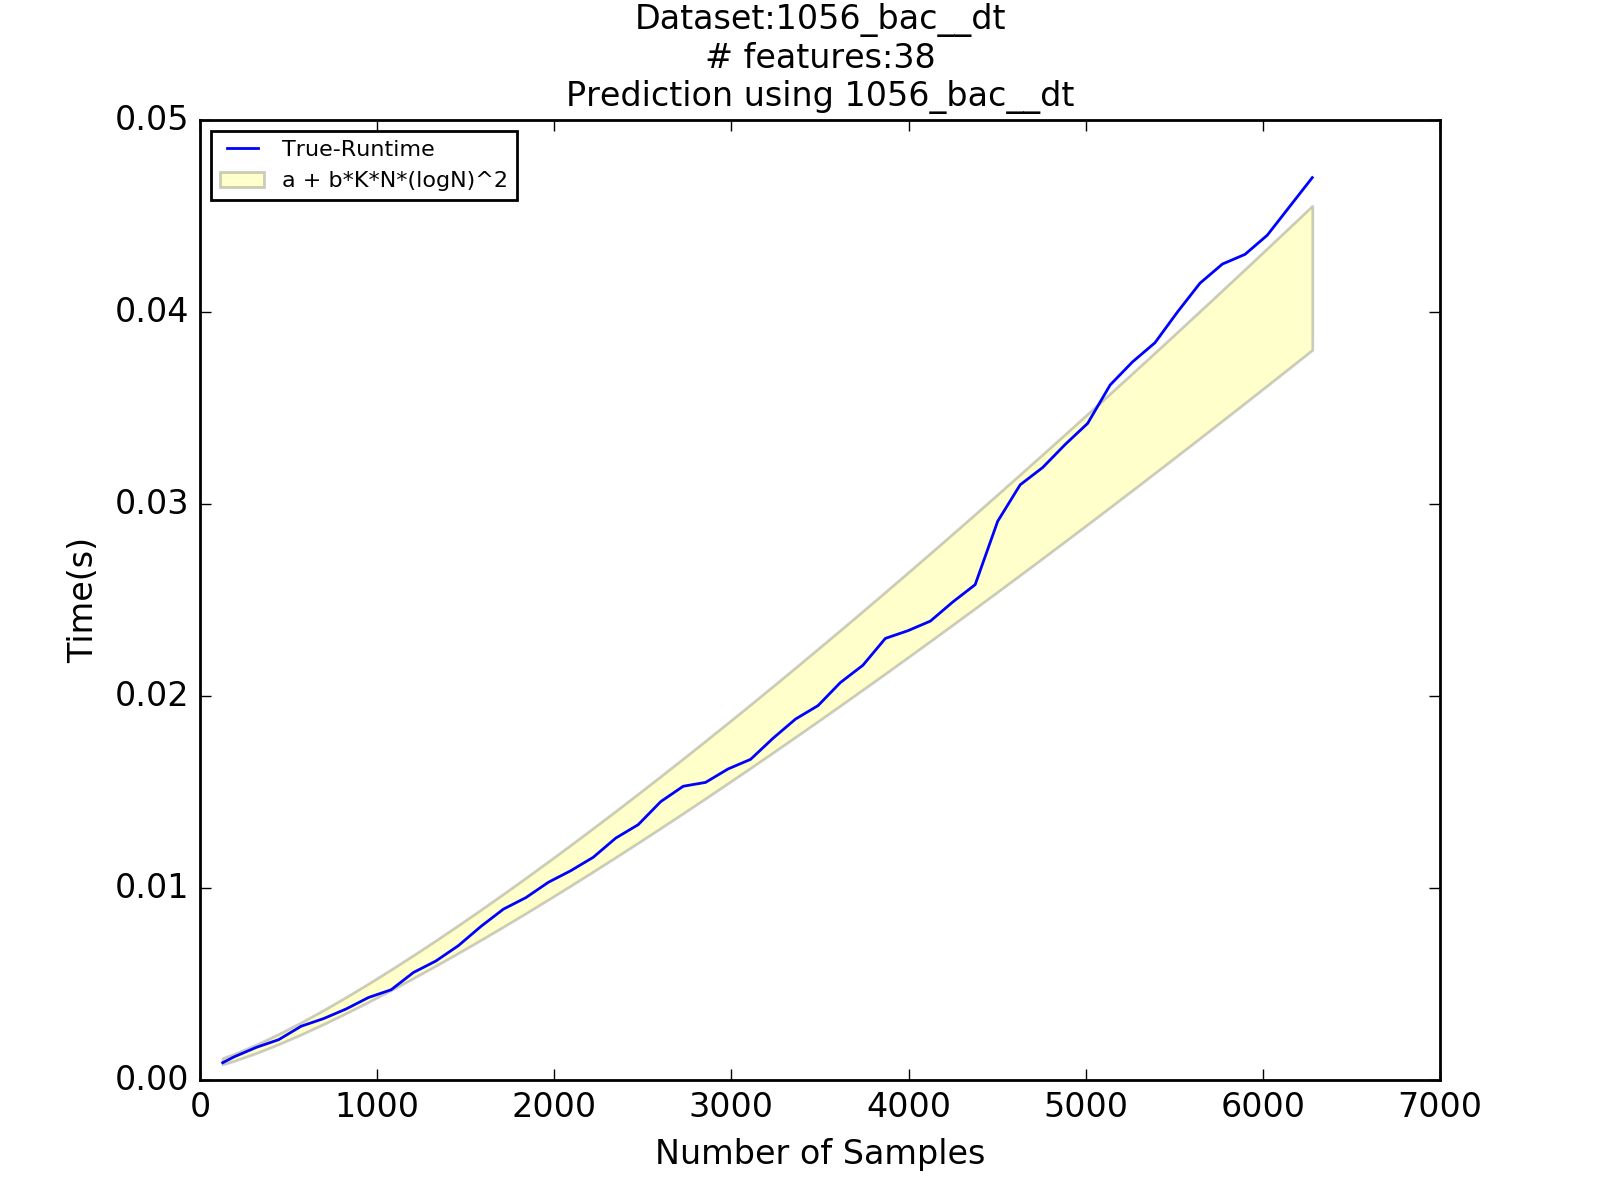 Dataset:1056_bac__dt
# features:38
Prediction using 1056_bac__dt
True-Runtime
a + b*K*N*(logN)^2
0.05
0.04
0.03
0.02
0.01
0.00
Time(s)
0 1000 2000 3000 4000 5000 6000 7000
Number of Samples